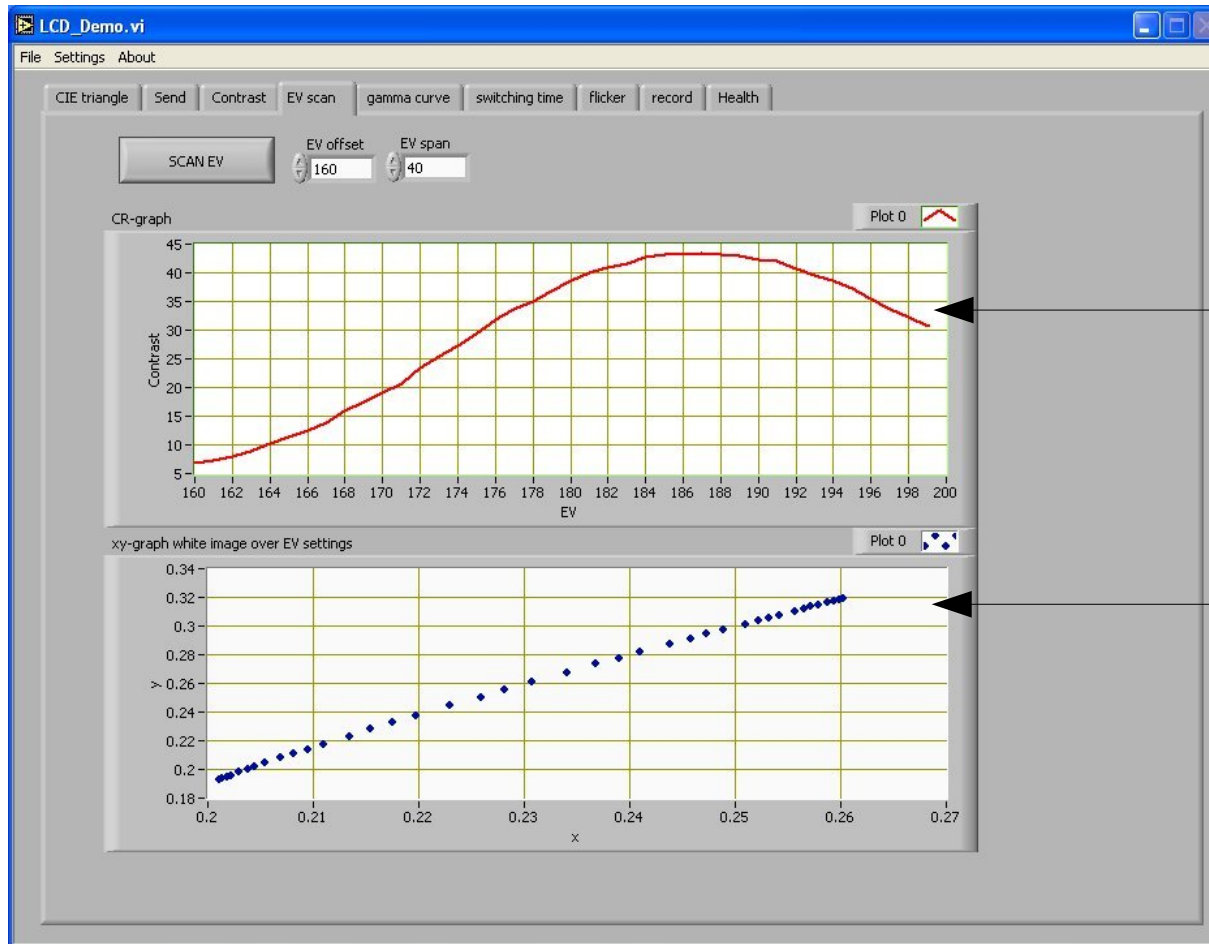 LCD_Demo.vi
File Settings About
CIE triangle Send Contrast EV scan gamma curve switching time flicker record Health
SCAN EV
EV offset
160
EV span
40
CR-graph
Plot 0
Contrast
45
40
35
30
25
20
15
10
5
160 162 164 166 168 170 172 174 176 178 180 182 184 186 188 190 192 194 196 198 200
EV
xy-graph white image over EV settings
Plot 0
y
0.34
0.32
0.3
0.28
0.26
0.24
0.22
0.2
0.18
0.2 0.21 0.22 0.23 0.24 0.25 0.26 0.27
x